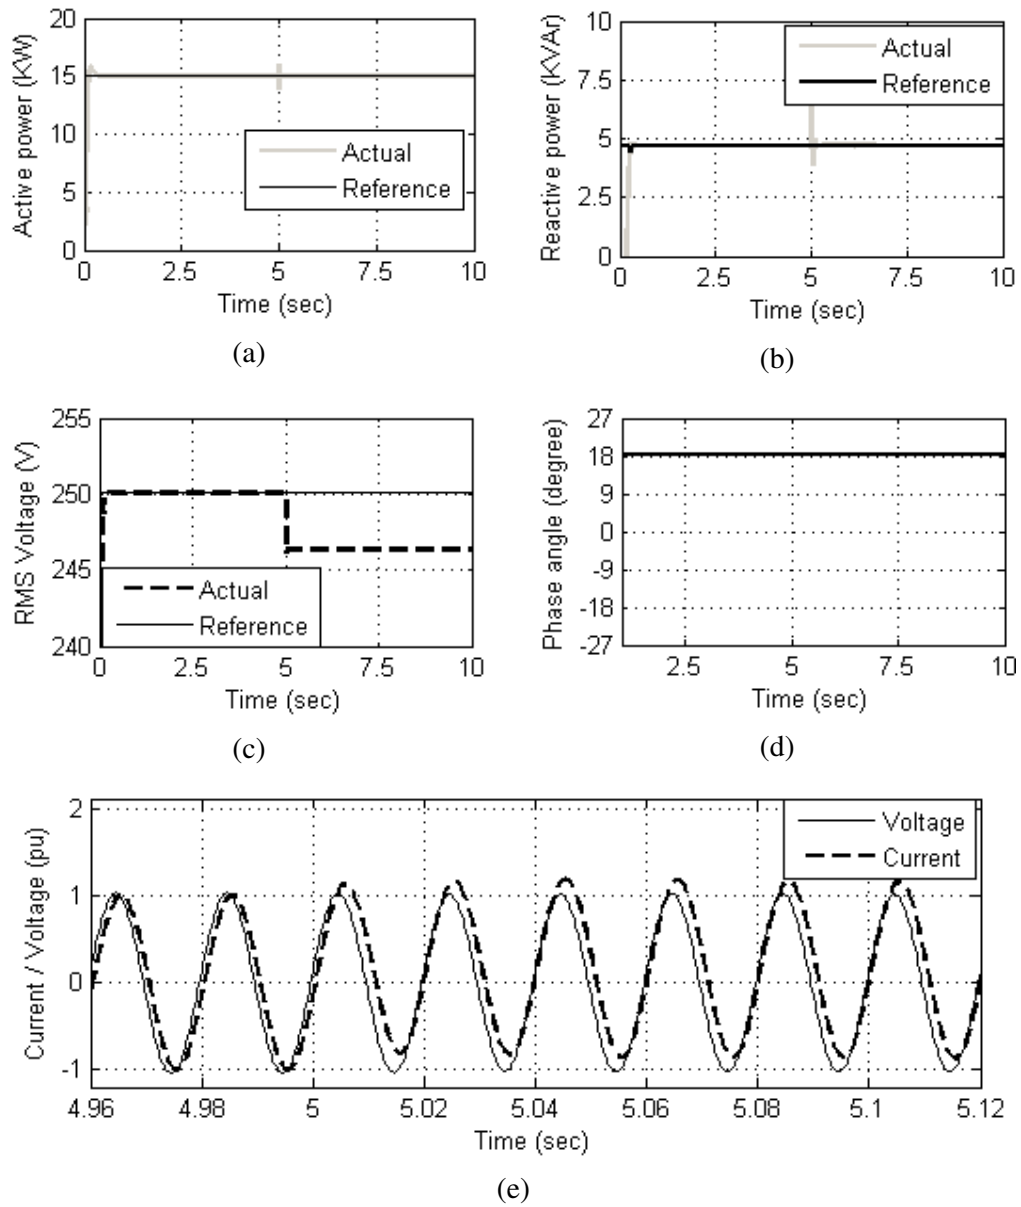 Active power (KW)
20
15
10
5
0
0 2.5 5 7.5 10
Time (sec)
Actual
Reference
(a)
Reactive power (KVAr)
10
7.5
5
2.5
0
0 2.5 5 7.5 10
Time (sec)
Actual
Reference
(b)
RMS Voltage (V)
255
250
245
240
0 2.5 5 7.5 10
Time (sec)
Actual
Reference
(c)
Phase angle (degree)
27
18
9
0
-9
-18
-27
2.5 5 7.5 10
Time (sec)
(d)
Current / Voltage (pu)
2
1
0
-1
4.96 4.98 5 5.02 5.04 5.06 5.08 5.1 5.12
Time (sec)
Voltage
Current
(e)